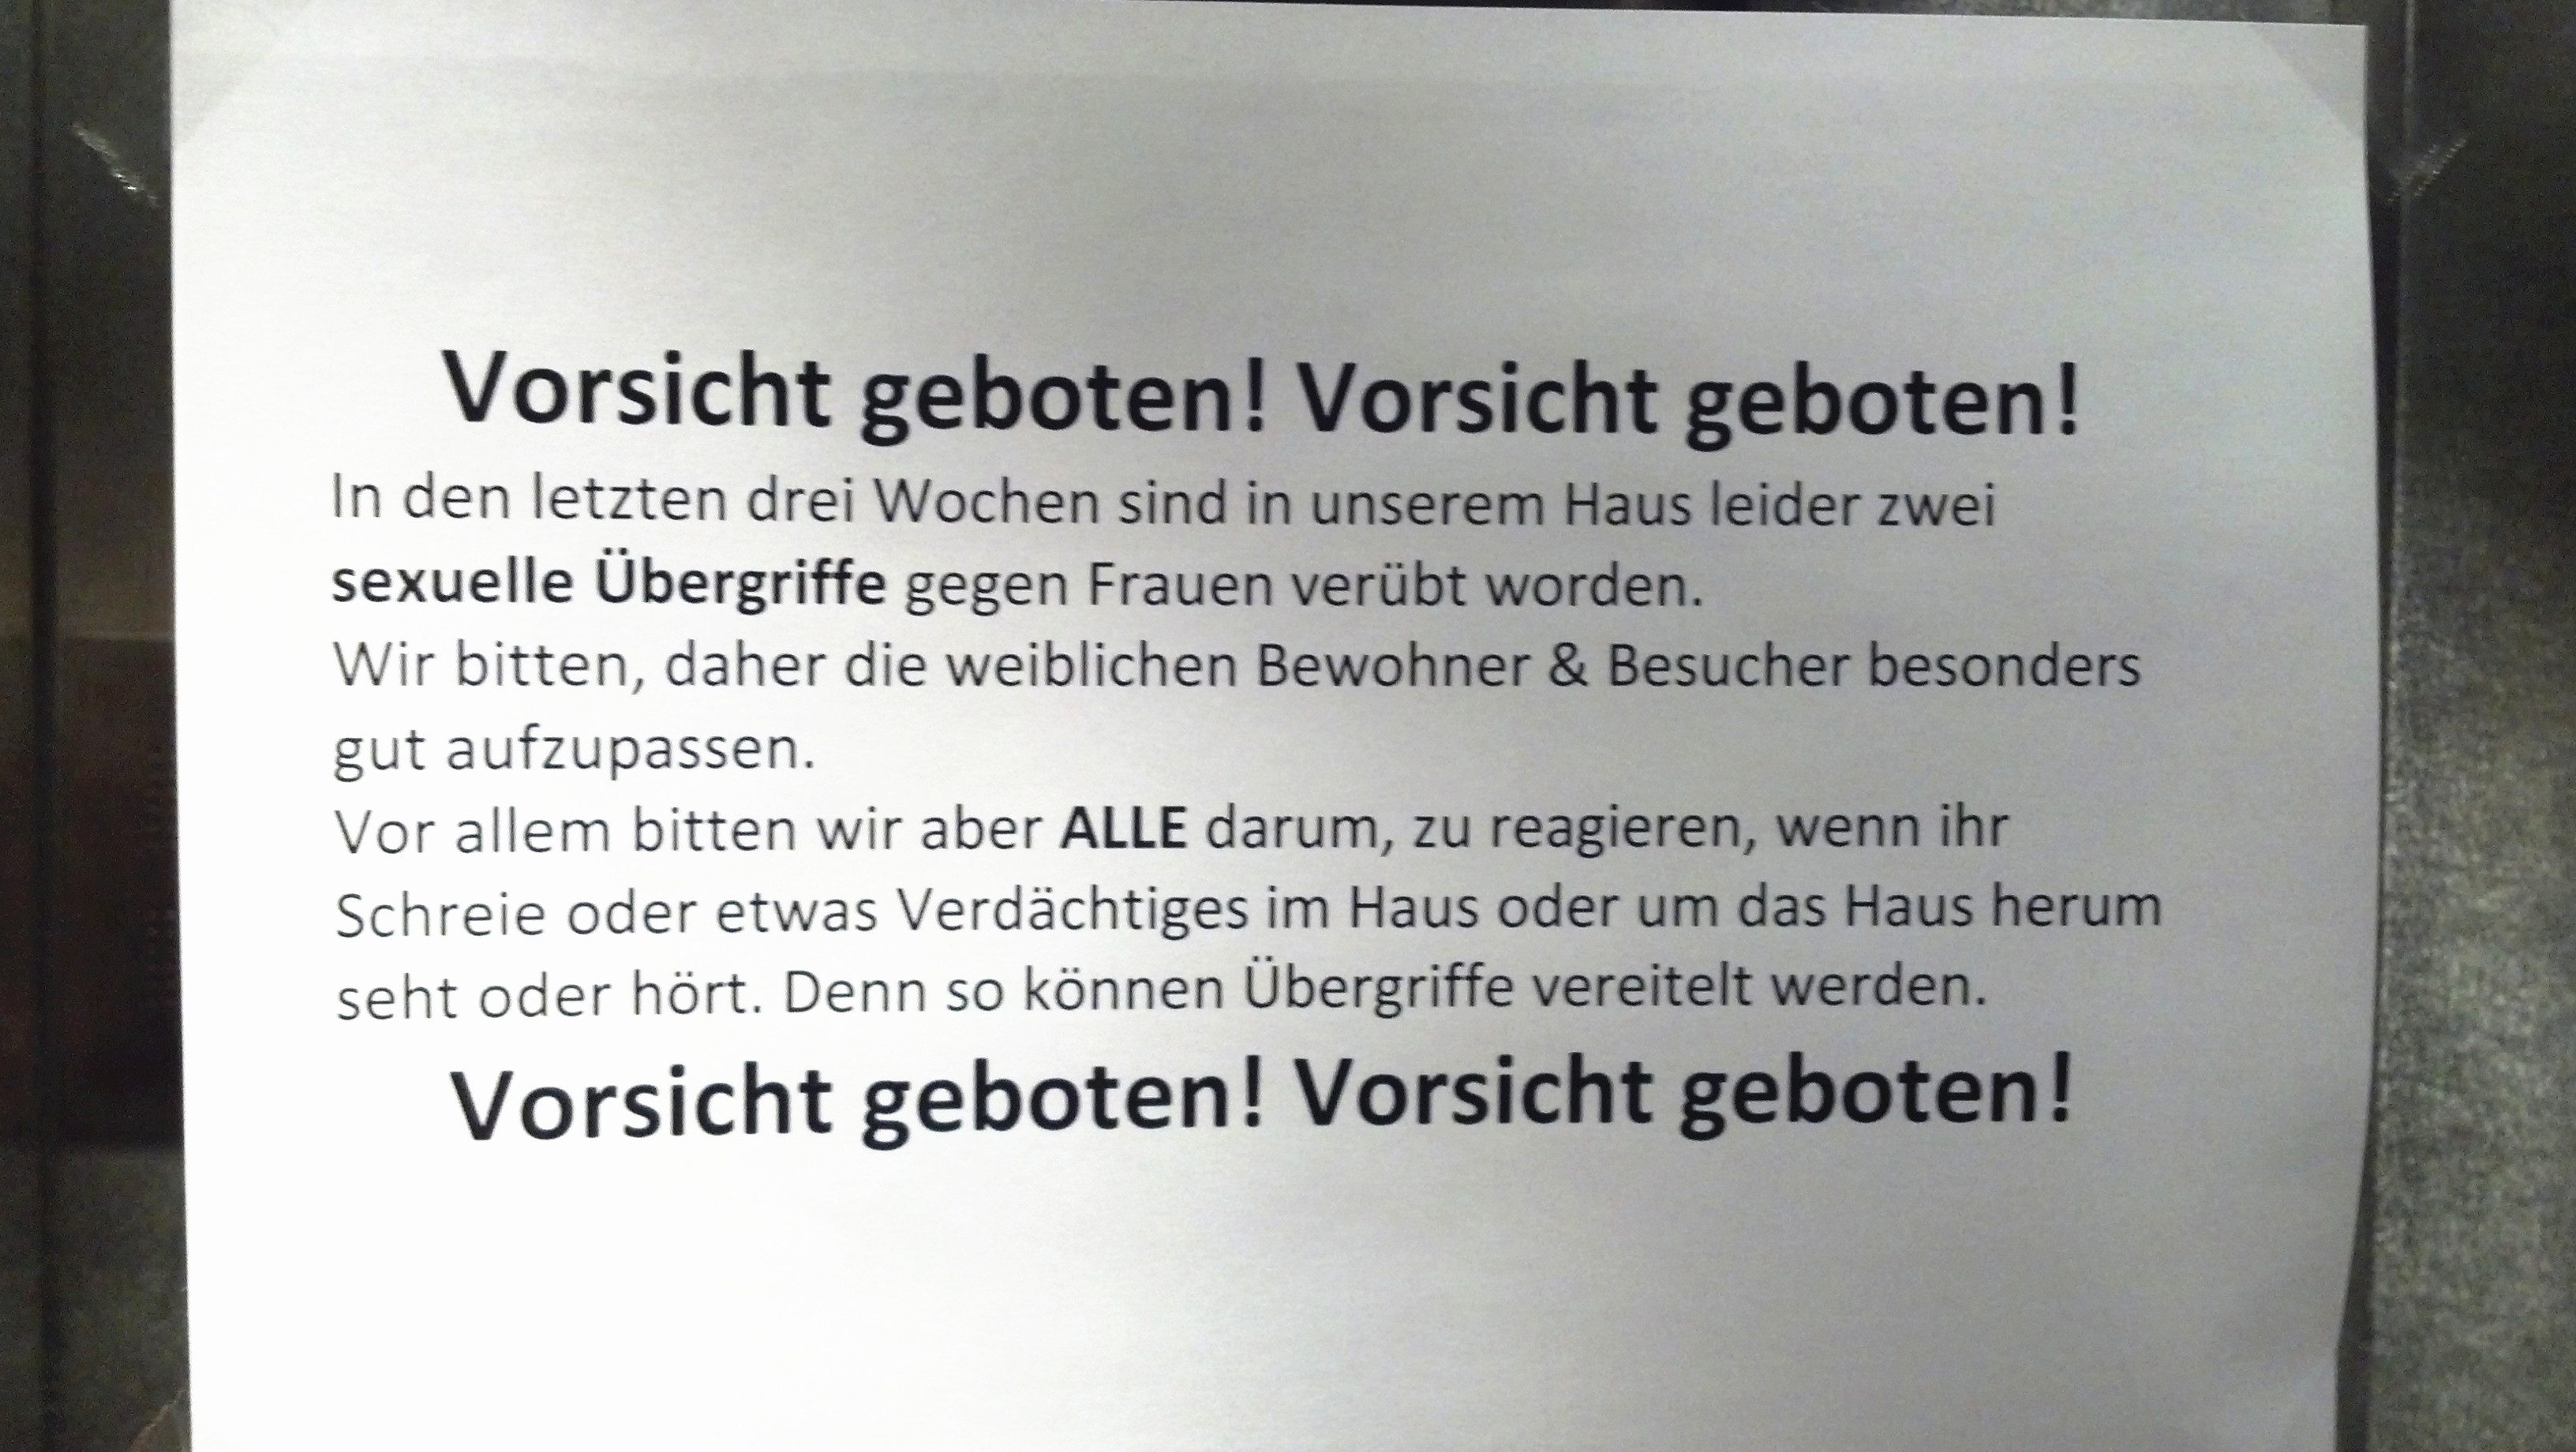 Vorsicht geboten! Vorsicht geboten!
In den letzten drei Wochen sind in unserem Haus leider zwei
sexuelle Übergriffe gegen Frauen verübt worden.
Wir bitten, daher die weiblichen Bewohner & Besucher besonders
gut aufzupassen.
Vor allem bitten wir aber ALLE darum, zu reagieren, wenn ihr
Schreie oder etwas Verdächtiges im Haus oder um das Haus herum
seht oder hört. Denn so können Übergriffe vereitelt werden.
Vorsicht geboten! Vorsicht geboten!